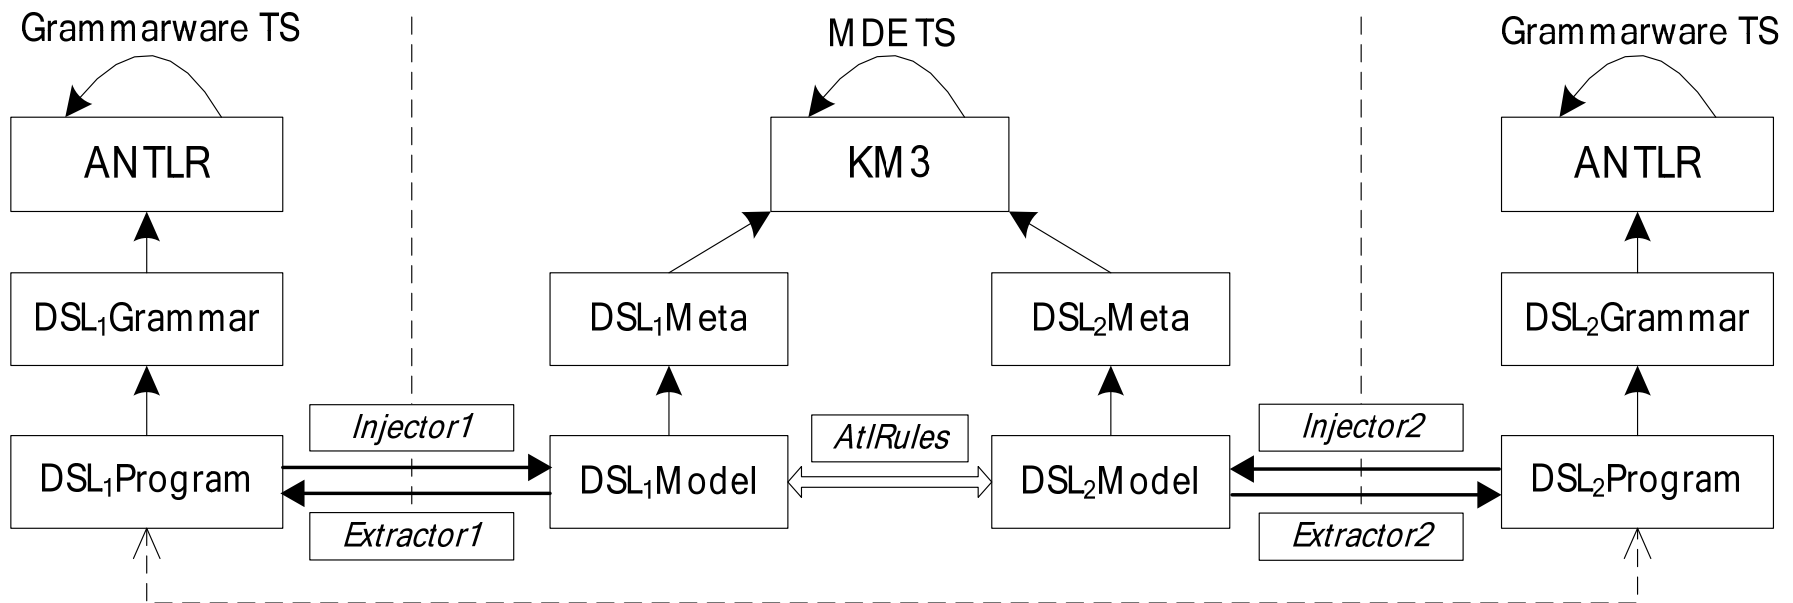 Grammarware TS
MDE TS
Grammarware TS
ANTLR
KM3
ANTLR
DSL₁Grammar
DSL₁Meta
DSL₂Meta
DSL₂Grammar
Injector1
AtlRules
Injector2
DSL₁Program
DSL₁Model
DSL₂Model
DSL₂Program
Extractor1
Extractor2